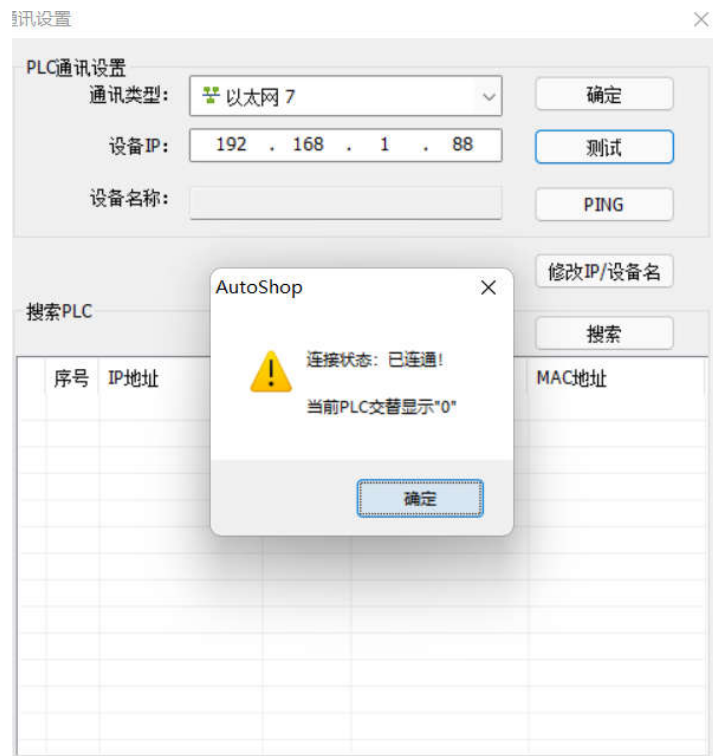 通讯设置
PLC通讯设置
通讯类型： 以太网 7 确定
设备IP： 192 . 168 . 1 . 88 测试
设备名称： PING
修改IP/设备名
AutoShop
搜索PLC
搜索
序号 IP地址 MAC地址
连接状态：已连通！
当前PLC交替显示"0"
确定